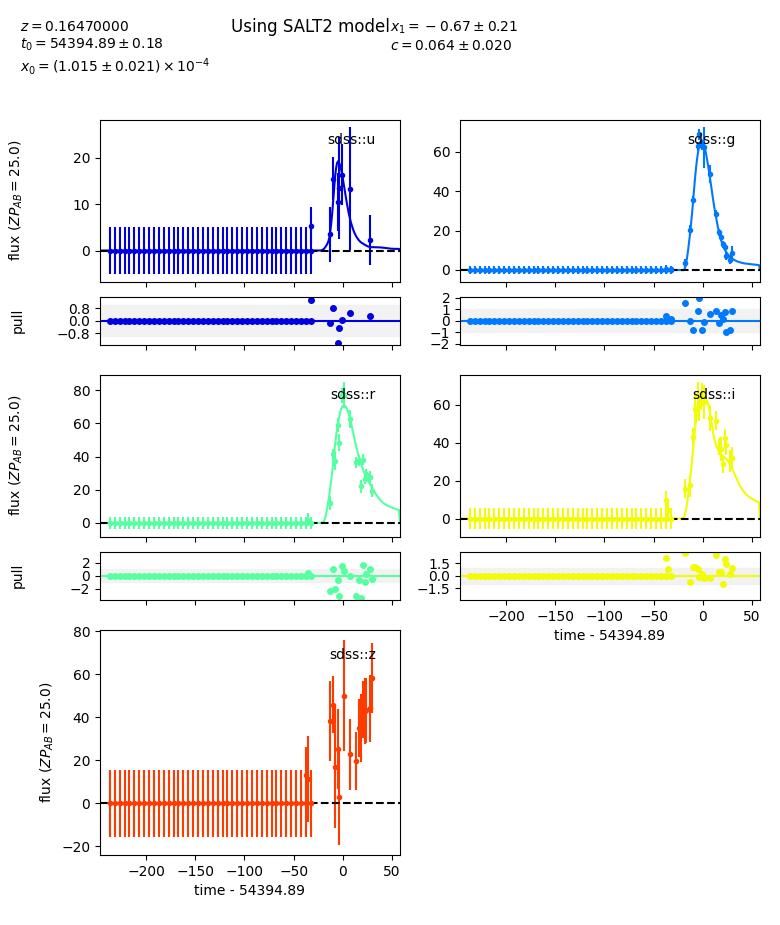 z = 0.16470000
t₀ = 54394.89 ± 0.18
x₀ = (1.015 ± 0.021) × 10⁻⁴
Using SALT2 model
x₁ = −0.67 ± 0.21
c = 0.064 ± 0.020
flux (ZP_AB = 25.0)
20
10
0
sdss::u
60
40
20
0
sdss::g
pull
0.8
0.0
−0.8
2
1
0
−1
−2
flux (ZP_AB = 25.0)
80
60
40
20
0
sdss::r
60
40
20
0
sdss::i
pull
2
0
−2
1.5
0.0
−1.5
−200 −150 −100 −50 0 50
time - 54394.89
flux (ZP_AB = 25.0)
80
60
40
20
0
−20
sdss::z
−200 −150 −100 −50 0 50
time - 54394.89